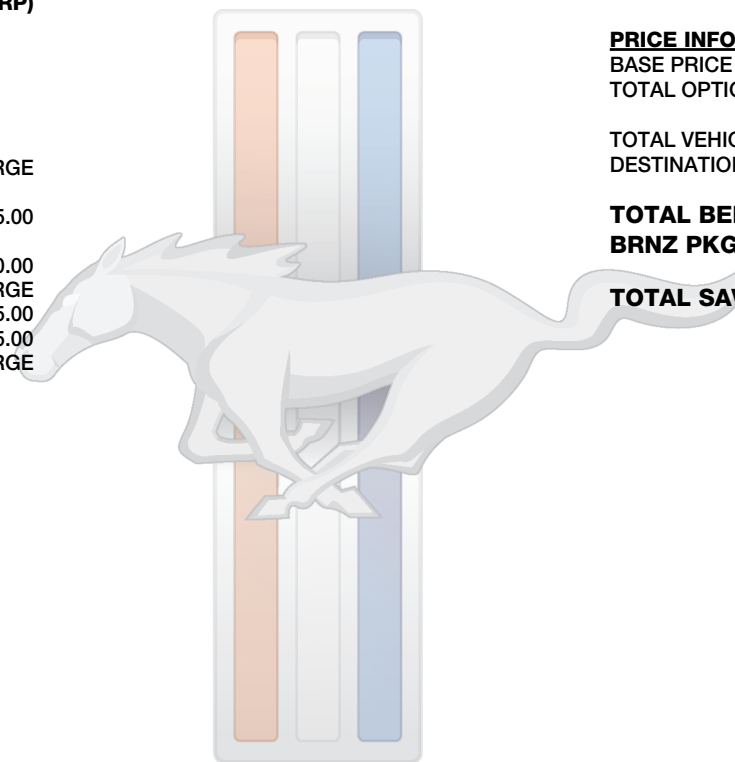 RP)
RGE
5.00
0.00
RGE
5.00
5.00
RGE
PRICE INFO
BASE PRICE
TOTAL OPTIO
TOTAL VEHIC
DESTINATION
TOTAL BE
BRNZ PKG
TOTAL SAV